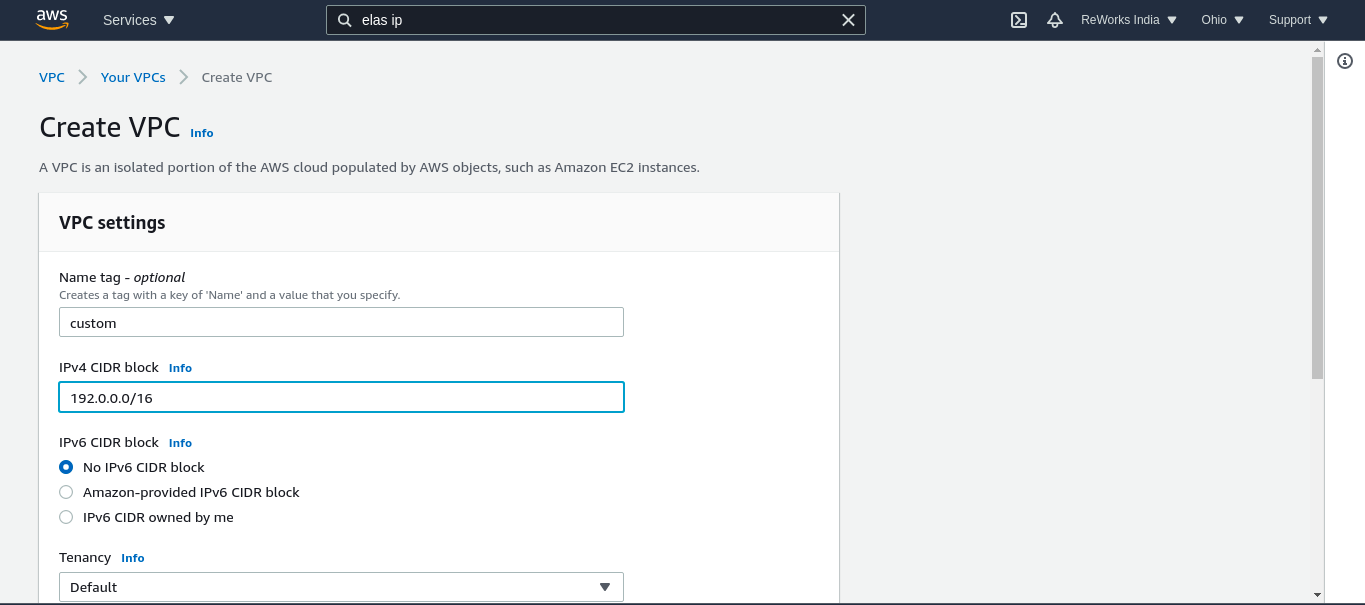 aws Services elas ip ReWorks India Ohio Support
VPC Your VPCs Create VPC
Create VPC Info
A VPC is an isolated portion of the AWS cloud populated by AWS objects, such as Amazon EC2 instances.
VPC settings
Name tag - optional
Creates a tag with a key of 'Name' and a value that you specify.
custom
IPv4 CIDR block Info
192.0.0.0/16
IPv6 CIDR block Info
No IPv6 CIDR block
Amazon-provided IPv6 CIDR block
IPv6 CIDR owned by me
Tenancy Info
Default